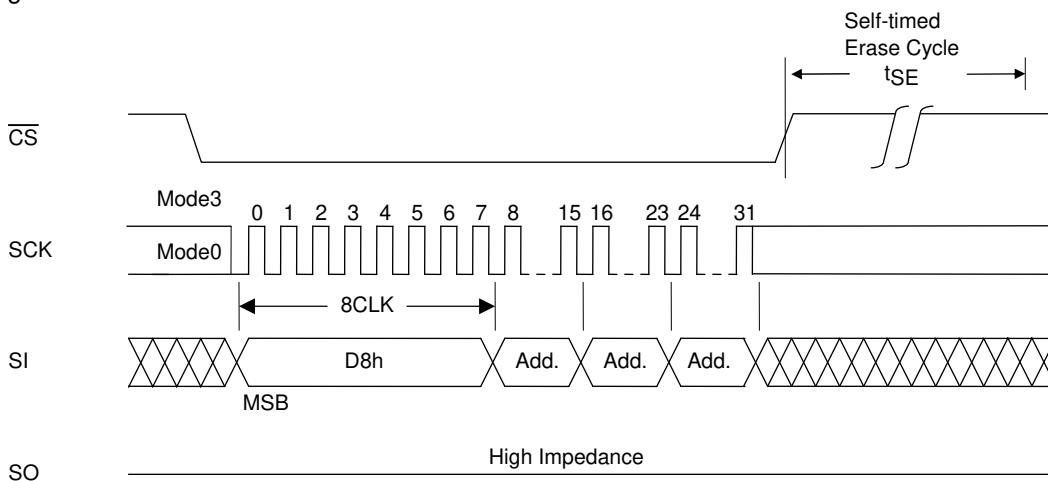 Self-timed
Erase Cycle
tSE
CS
Mode3
0 1 2 3 4 5 6 7 8 15 16 23 24 31
SCK
Mode0
8CLK
SI
D8h
Add.
Add.
Add.
MSB
High Impedance
SO